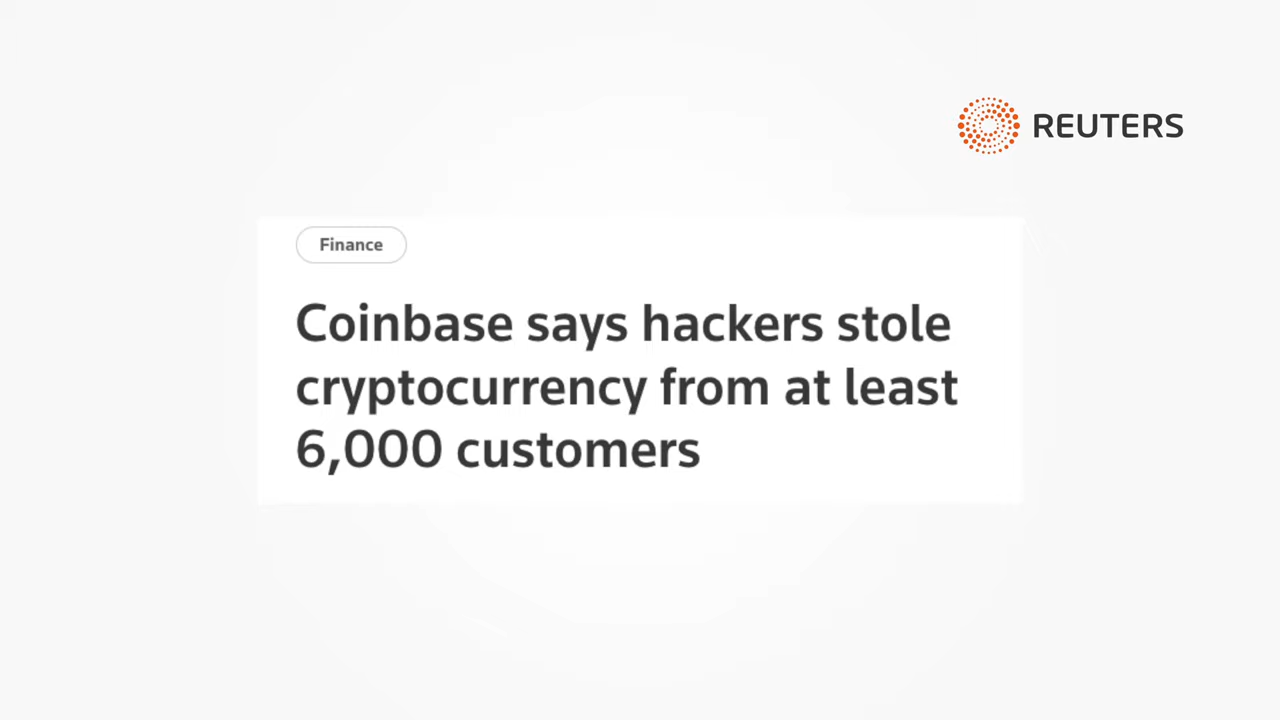 REUTERS
Finance
Coinbase says hackers stole
cryptocurrency from at least
6,000 customers